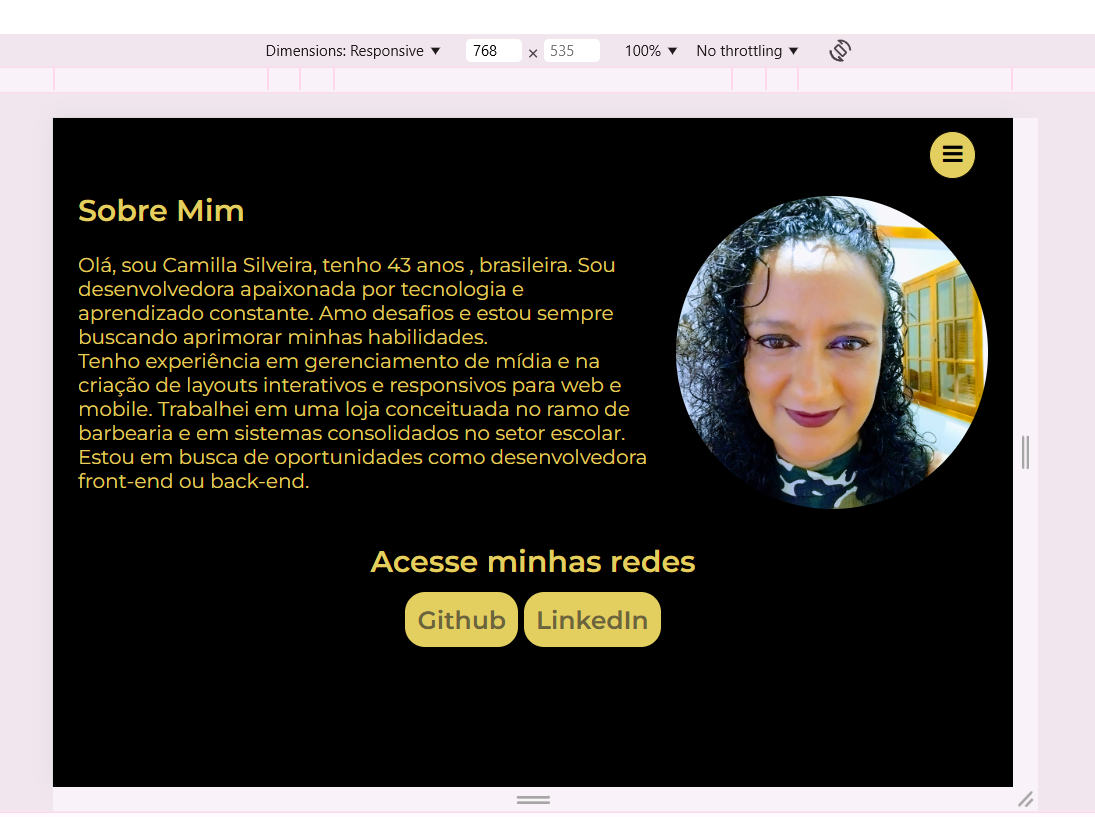 Dimensions: Responsive 768 × 535 100% No throttling
Sobre Mim
Olá, sou Camilla Silveira, tenho 43 anos , brasileira. Sou
desenvolvedora apaixonada por tecnologia e
aprendizado constante. Amo desafios e estou sempre
buscando aprimorar minhas habilidades.
Tenho experiência em gerenciamento de mídia e na
criação de layouts interativos e responsivos para web e
mobile. Trabalhei em uma loja conceituada no ramo de
barbearia e em sistemas consolidados no setor escolar.
Estou em busca de oportunidades como desenvolvedora
front-end ou back-end.
Acesse minhas redes
Github LinkedIn